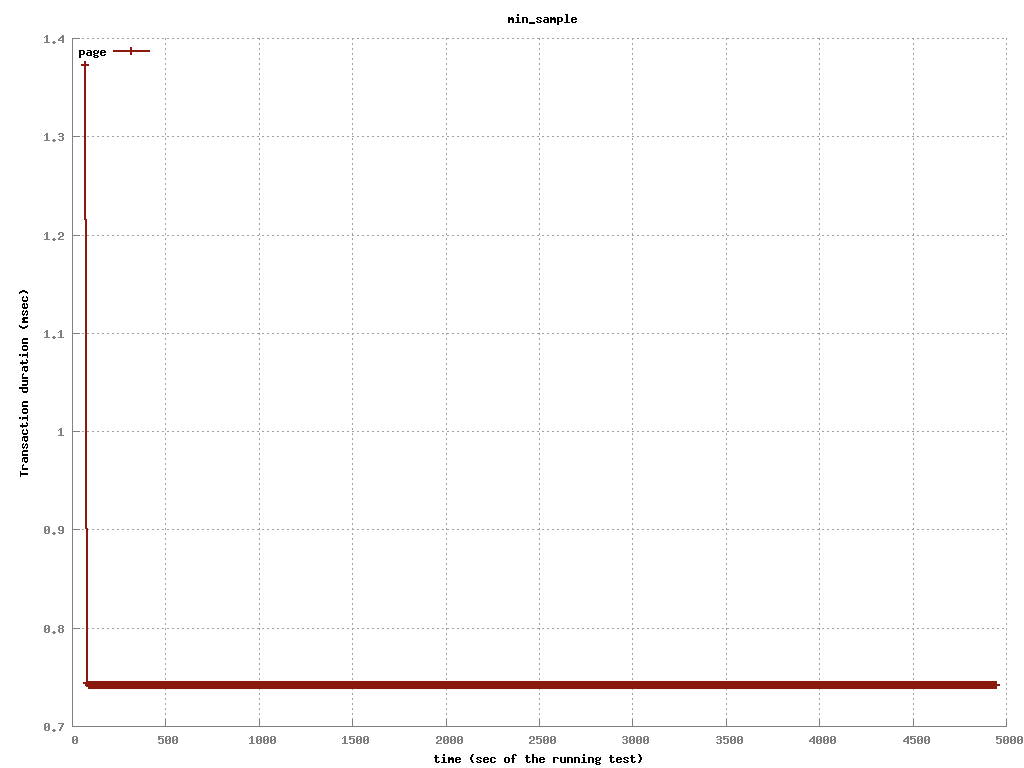 min_sample
page
1.4
1.3
1.2
1.1
1
0.9
0.8
0.7
Transaction duration (msec)
0 500 1000 1500 2000 2500 3000 3500 4000 4500 5000
time (sec of the running test)